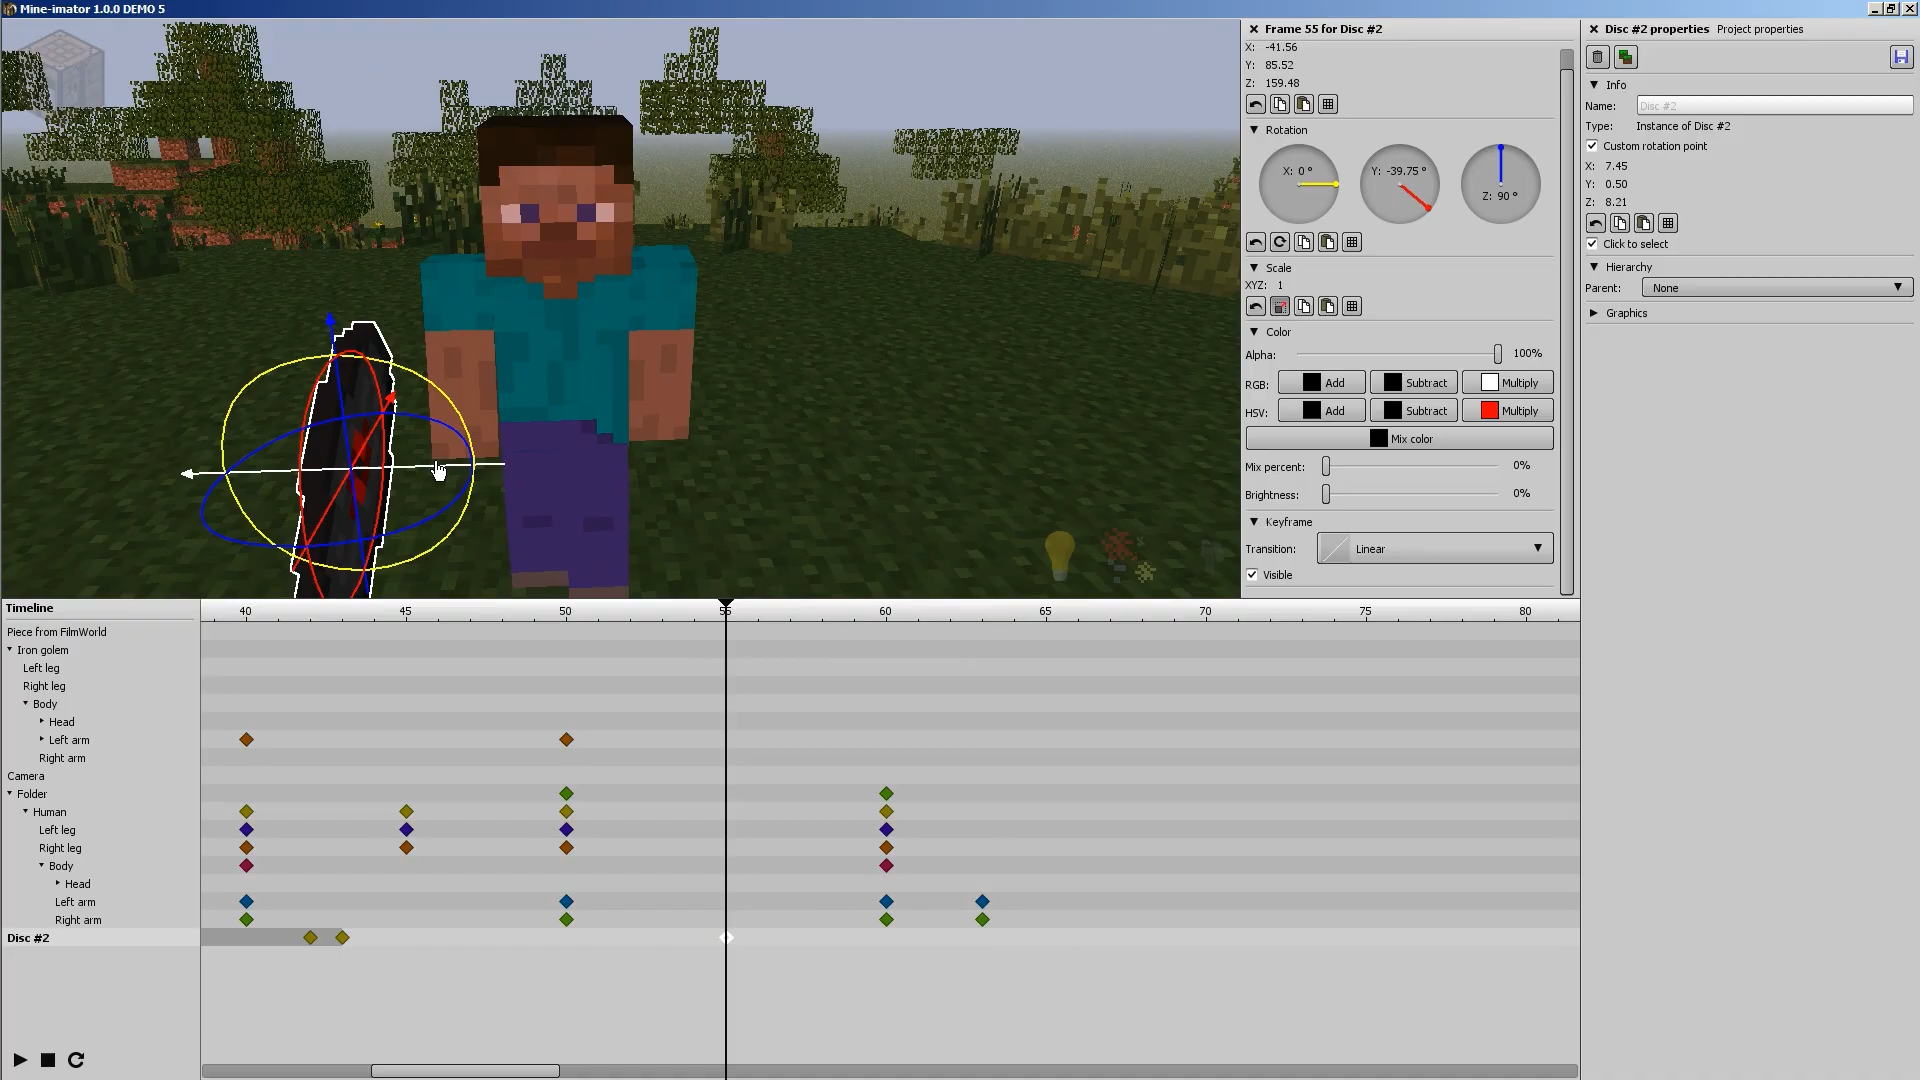 Mine-imator 1.0.0 DEMO 5
Frame 55 for Disc #2
X: -41.56
Y: 85.52
Z: 159.48
Rotation
X: 0 °
Y: -39.75 °
Z: 90 °
Scale
XYZ: 1
Color
Alpha: 100%
RGB: Add Subtract Multiply
HSV: Add Subtract Multiply
Mix color
Mix percent: 0%
Brightness: 0%
Keyframe
Transition: Linear
Visible
Disc #2 properties Project properties
Info
Name: Disc #2
Type: Instance of Disc #2
Custom rotation point
X: 7.45
Y: 0.50
Z: 8.21
Click to select
Hierarchy
Parent: None
Graphics
Timeline
40 45 50 55 60 65 70 75 80
Piece from FilmWorld
Iron golem
Left leg
Right leg
Body
Head
Left arm
Right arm
Camera
Folder
Human
Left leg
Right leg
Body
Head
Left arm
Right arm
Disc #2